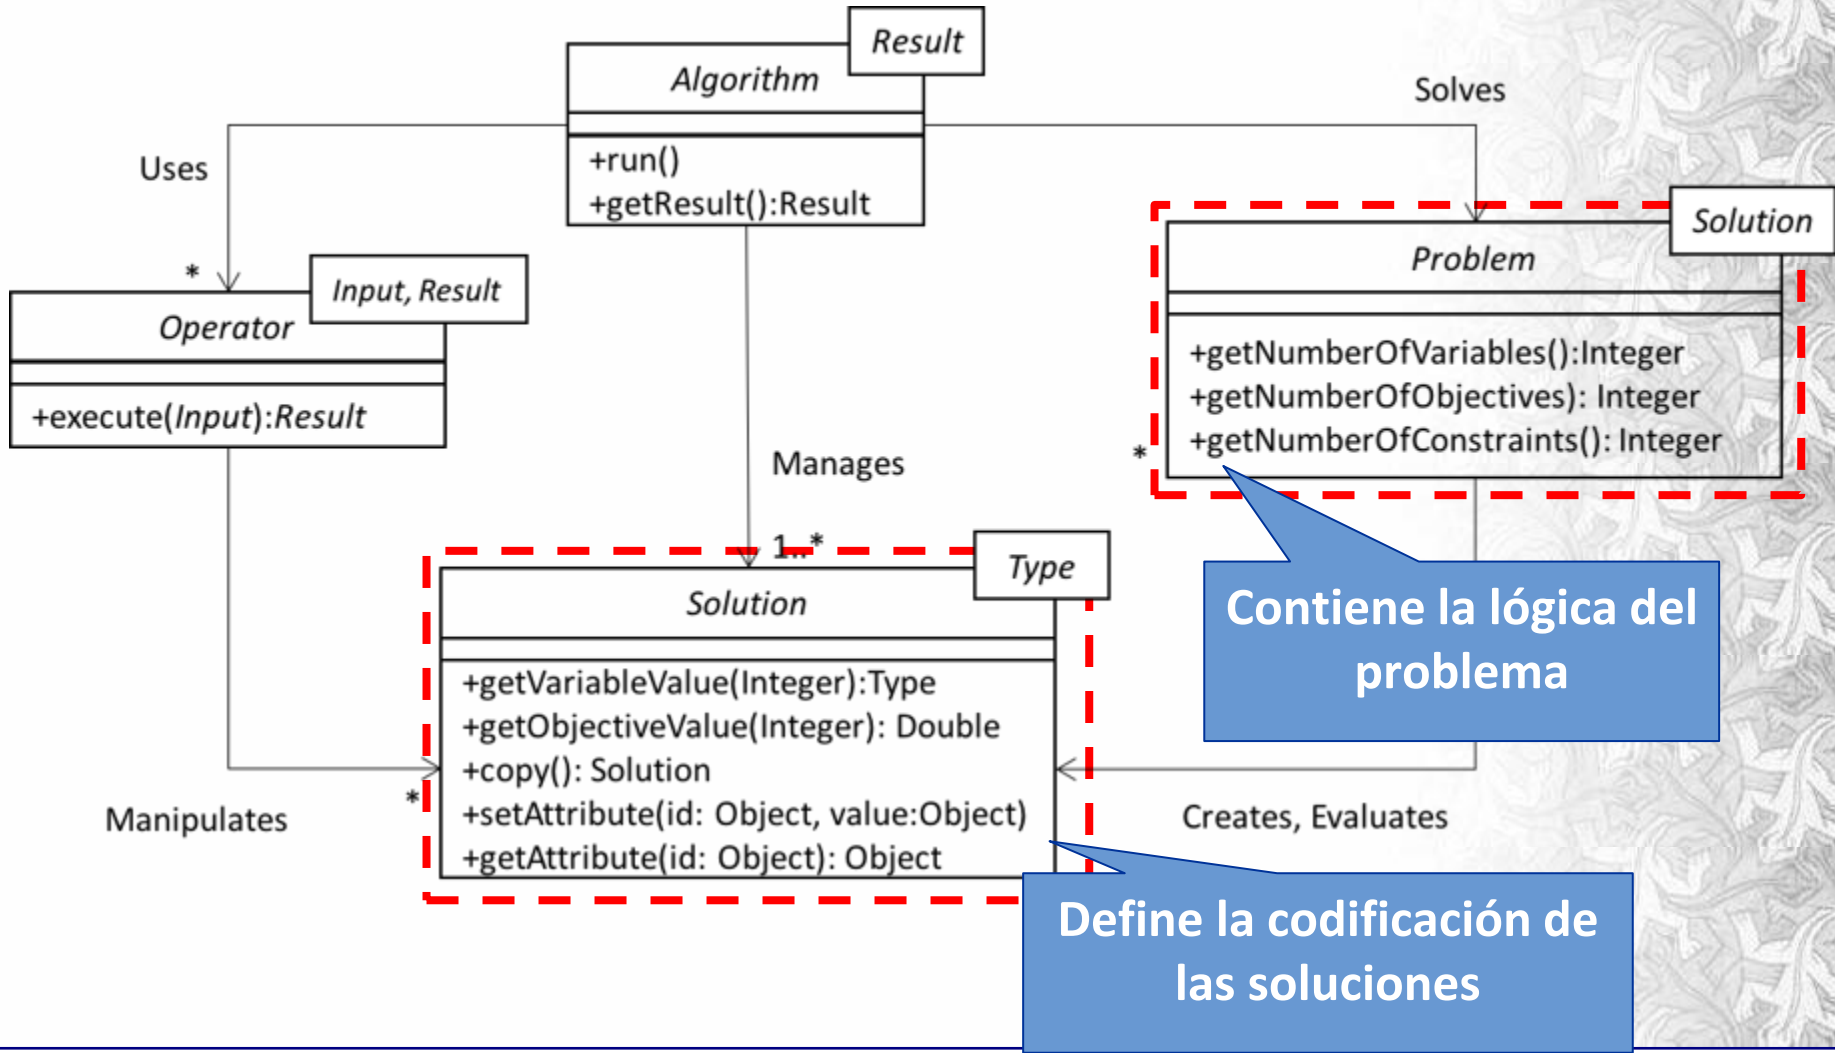 Result
Algorithm
+run()
+getResult():Result
Solves
Uses
*
Input, Result
Operator
+execute(Input):Result
Solution
Problem
+getNumberOfVariables():Integer
+getNumberOfObjectives): Integer
+getNumberOfConstraints(): Integer
*
Manages
1..*
Type
Solution
+getVariableValue(Integer):Type
+getObjectiveValue(Integer): Double
+copy(): Solution
+setAttribute(id: Object, value:Object)
+getAttribute(id: Object): Object
Contiene la lógica del
problema
*
Manipulates
Creates, Evaluates
Define la codificación de
las soluciones